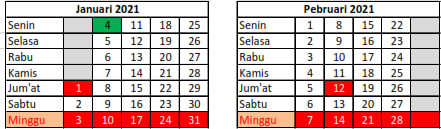 Januari 2021
Senin 4 11 18 25
Selasa 5 12 19 26
Rabu 6 13 20 27
Kamis 7 14 21 28
Jum'at 1 8 15 22 29
Sabtu 2 9 16 23 30
Minggu 3 10 17 24 31
Pebruari 2021
Senin 1 8 15 22
Selasa 2 9 16 23
Rabu 3 10 17 24
Kamis 4 11 18 25
Jum'at 5 12 19 26
Sabtu 6 13 20 27
Minggu 7 14 21 28